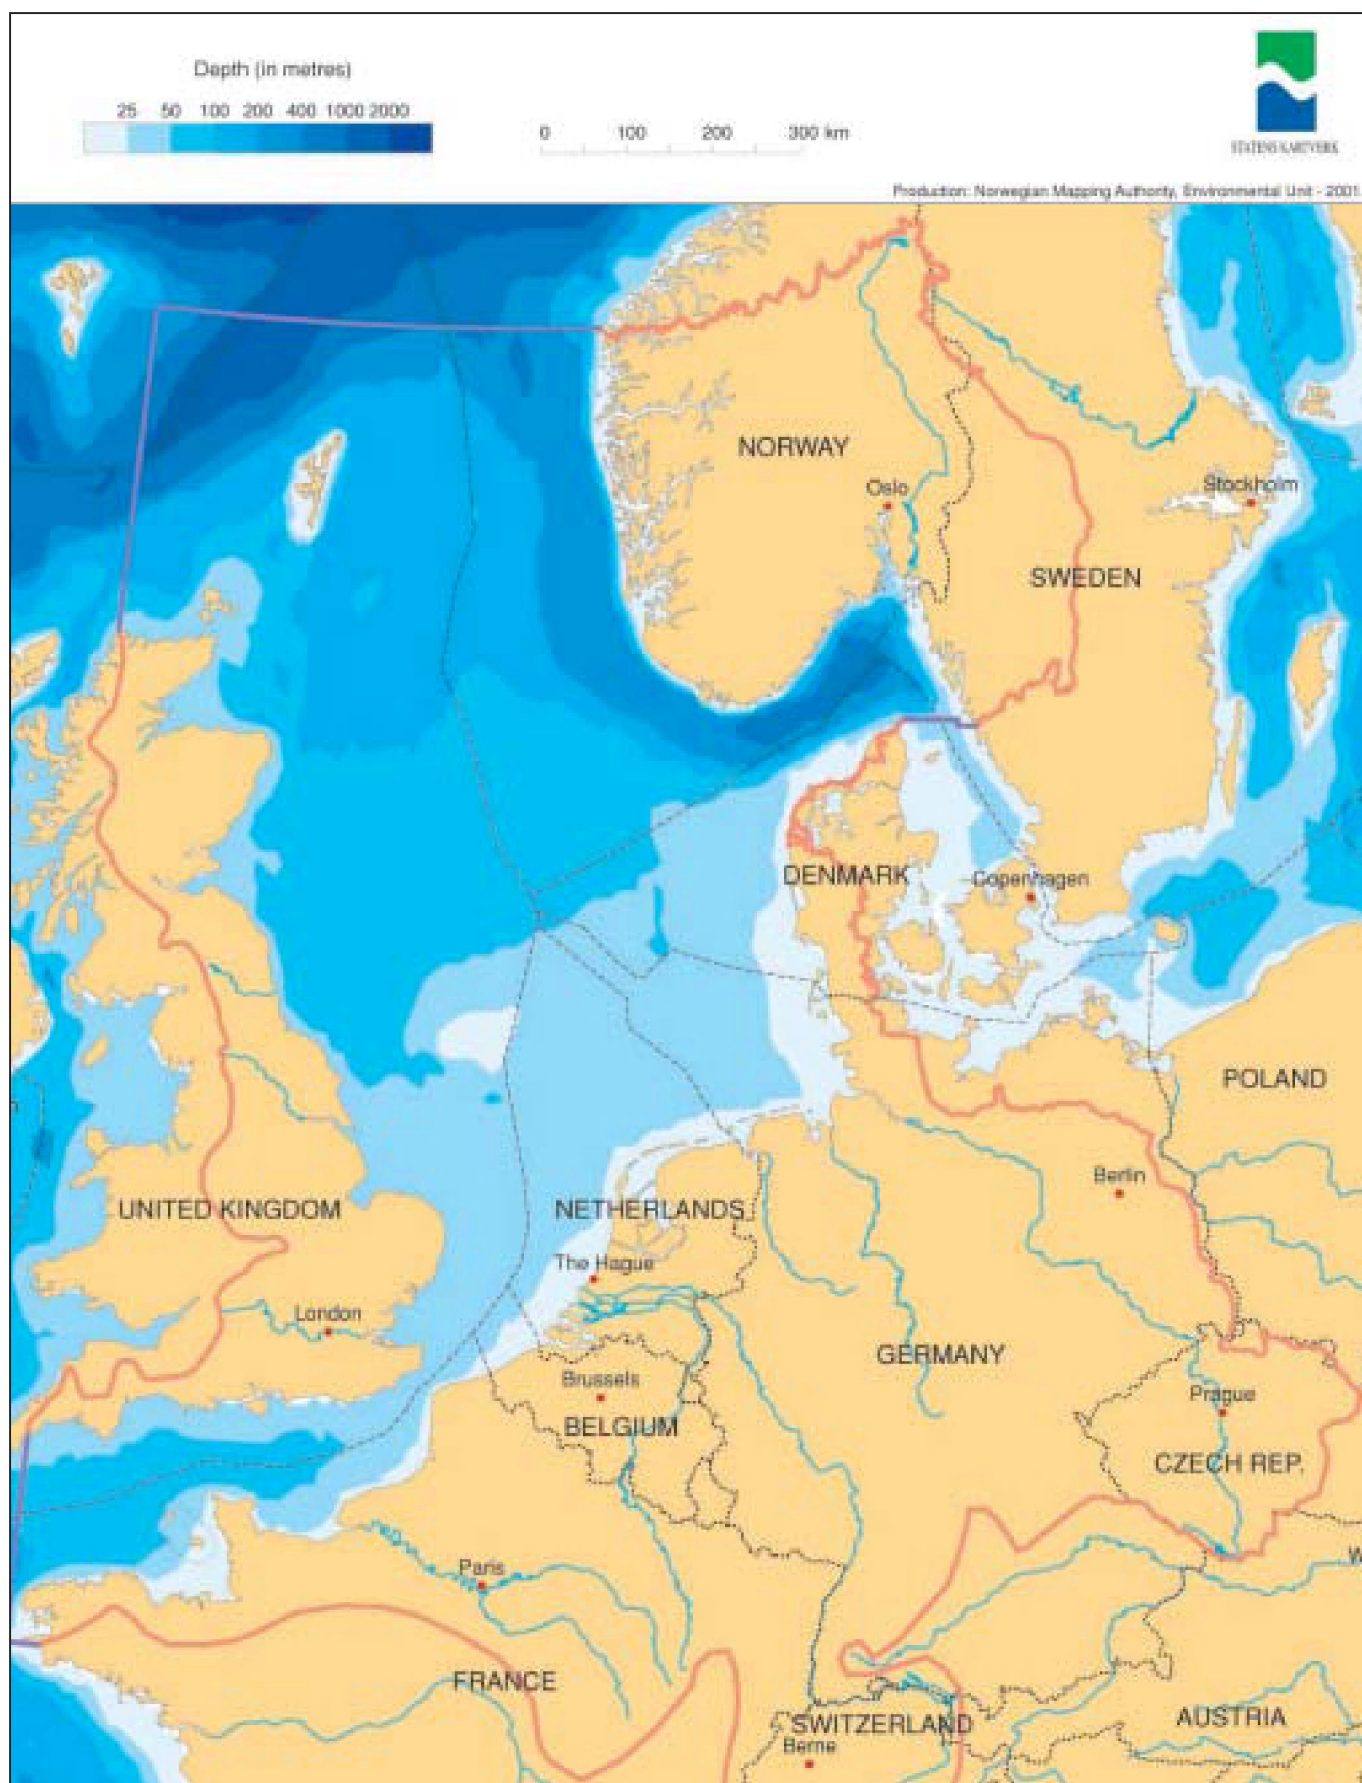 Depth (in metres)
25 50 100 200 400 1000 2000
0 100 200 300 km
STATENS KARTVERK
Production: Norwegian Mapping Authority, Environmental Unit - 2001
NORWAY
Oslo
Stockholm
SWEDEN
DENMARK
Copenhagen
POLAND
Berlin
UNITED KINGDOM
NETHERLANDS
The Hague
London
GERMANY
Brussels
Prague
BELGIUM
CZECH REP.
Paris
FRANCE
SWITZERLAND
AUSTRIA
Berne